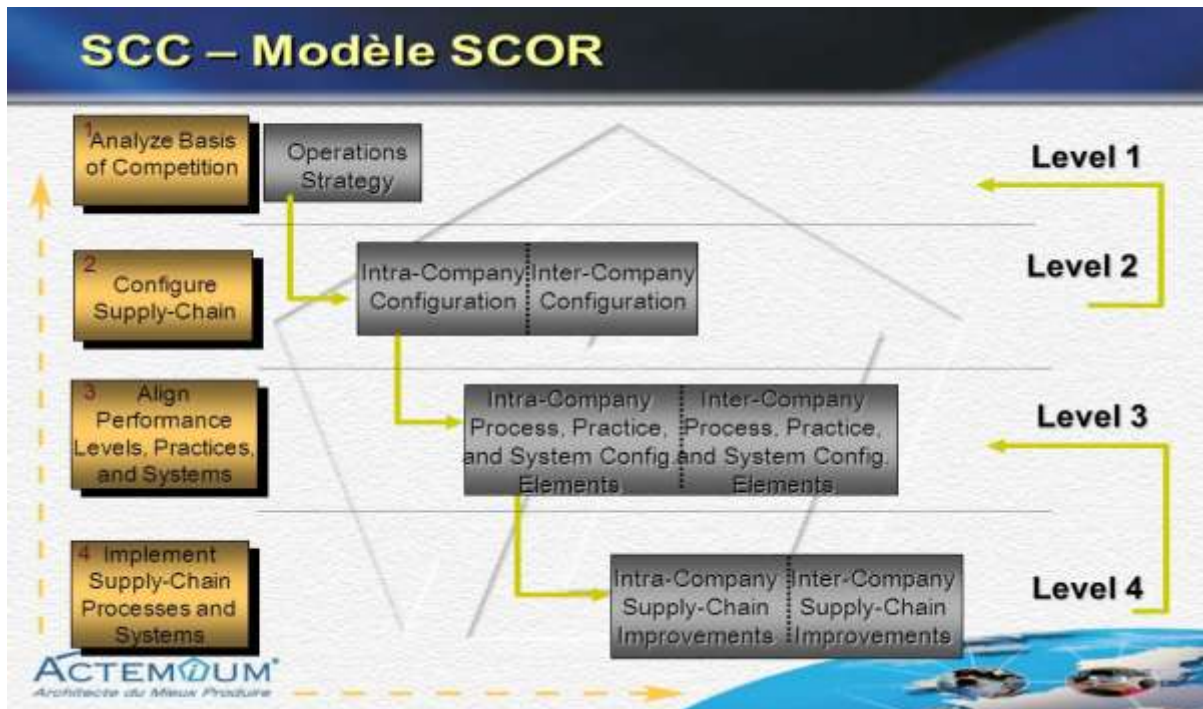 SCC – Modèle SCOR
1
Analyze Basis
of Competition
Operations
Strategy
Level 1
2
Configure
Supply-Chain
Intra-Company
Configuration
Inter-Company
Configuration
Level 2
3
Align
Performance
Levels, Practices,
and Systems
Intra-Company
Process, Practice,
and System Config.
Elements
Inter-Company
Process, Practice,
and System Config.
Elements
Level 3
4
Implement
Supply-Chain
Processes and
Systems
Intra-Company
Supply-Chain
Improvements
Inter-Company
Supply-Chain
Improvements
Level 4
ACTEMIUM®
Architecte du Mieux Produire